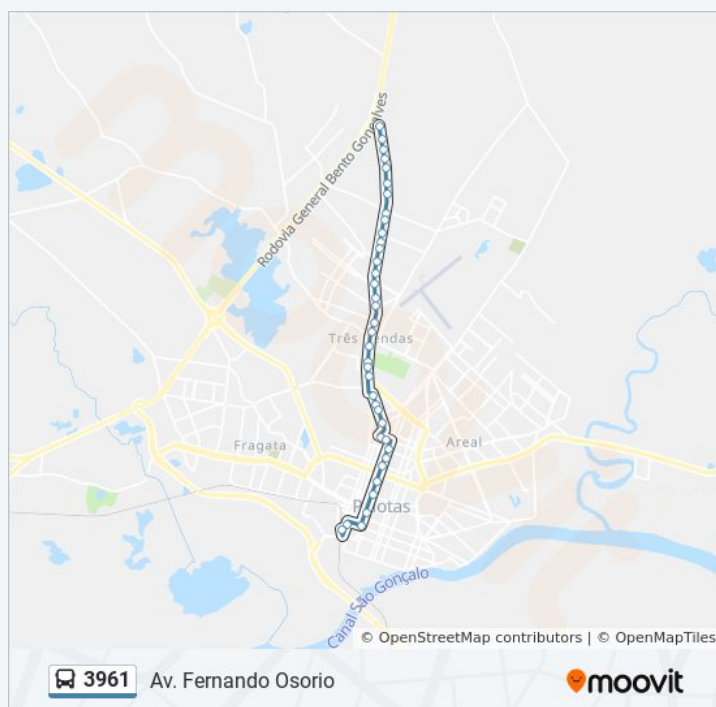 Rodovia General Bento Gonçalves
Três Vendas
Fragata
Areal
Pelotas
Canal São Gonçalo
© OpenStreetMap contributors | © OpenMapTiles
3961 Av. Fernando Osorio
moovit